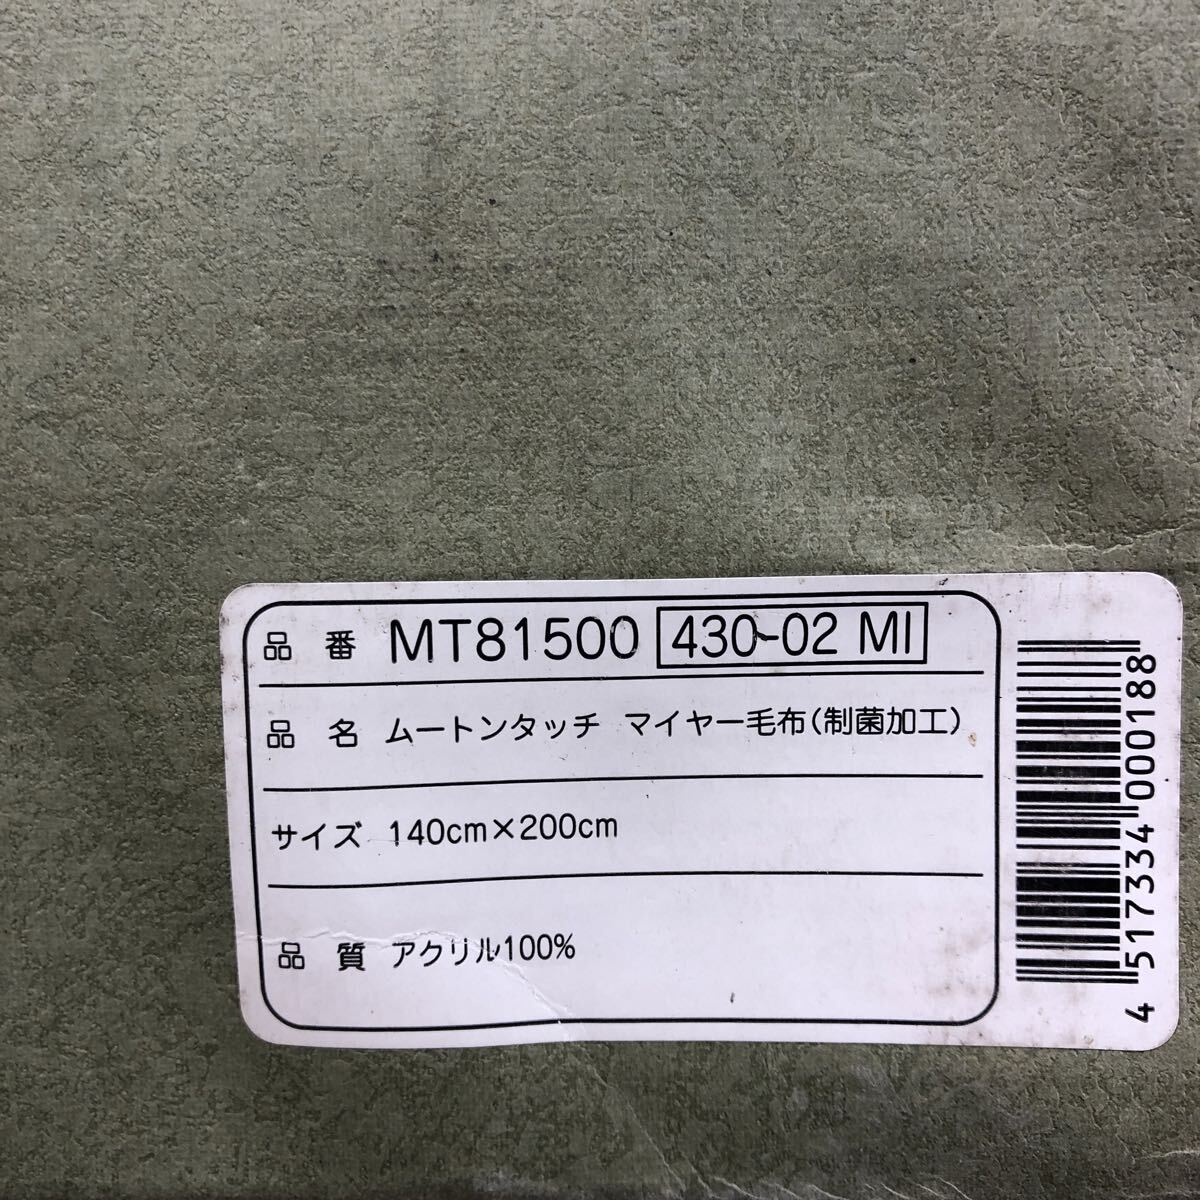 品番 MT81500 430-02 MI
品名 ムートンタッチ マイヤー毛布(制菌加工)
サイズ 140cm×200cm
品質 アクリル100%
4 517334 000188